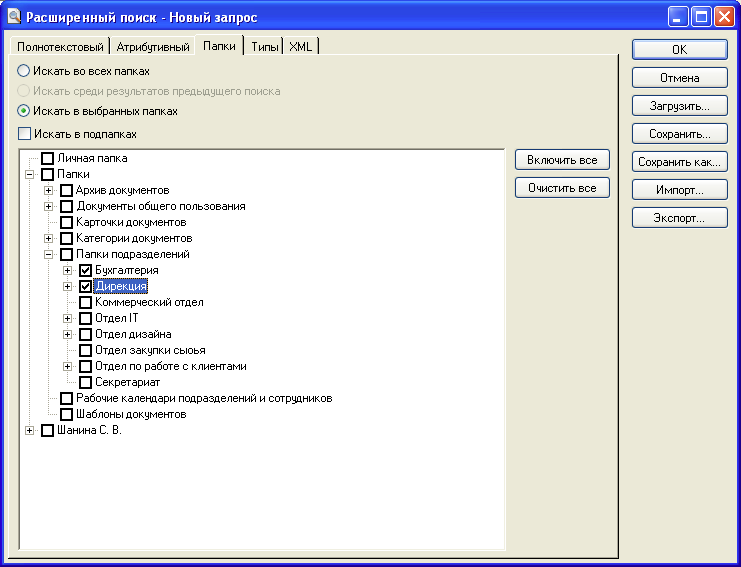 Расширенный поиск - Новый запрос
Полнотекстовый Атрибутивный Папки Типы XML
Искать во всех папках
Искать среди результатов предыдущего поиска
Искать в выбранных папках
Искать в подпапках
Личная папка
Папки
Архив документов
Документы общего пользования
Карточки документов
Категории документов
Папки подразделений
Бухгалтерия
Дирекция
Коммерческий отдел
Отдел IT
Отдел дизайна
Отдел закупки сыоья
Отдел по работе с клиентами
Секретариат
Рабочие календари подразделений и сотрудников
Шаблоны документов
Шанина С. В.
Включить все
Очистить все
OK
Отмена
Загрузить...
Сохранить...
Сохранить как...
Импорт...
Экспорт...